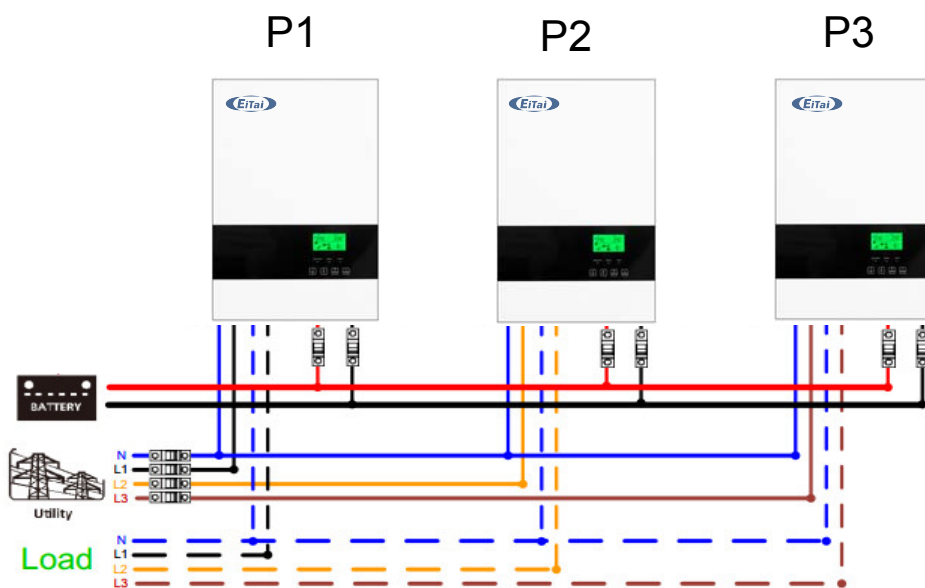 P1
P2
P3
EiTai
EiTai
EiTai
BATTERY
N
L1
L2
L3
Utility
Load
N
L1
L2
L3